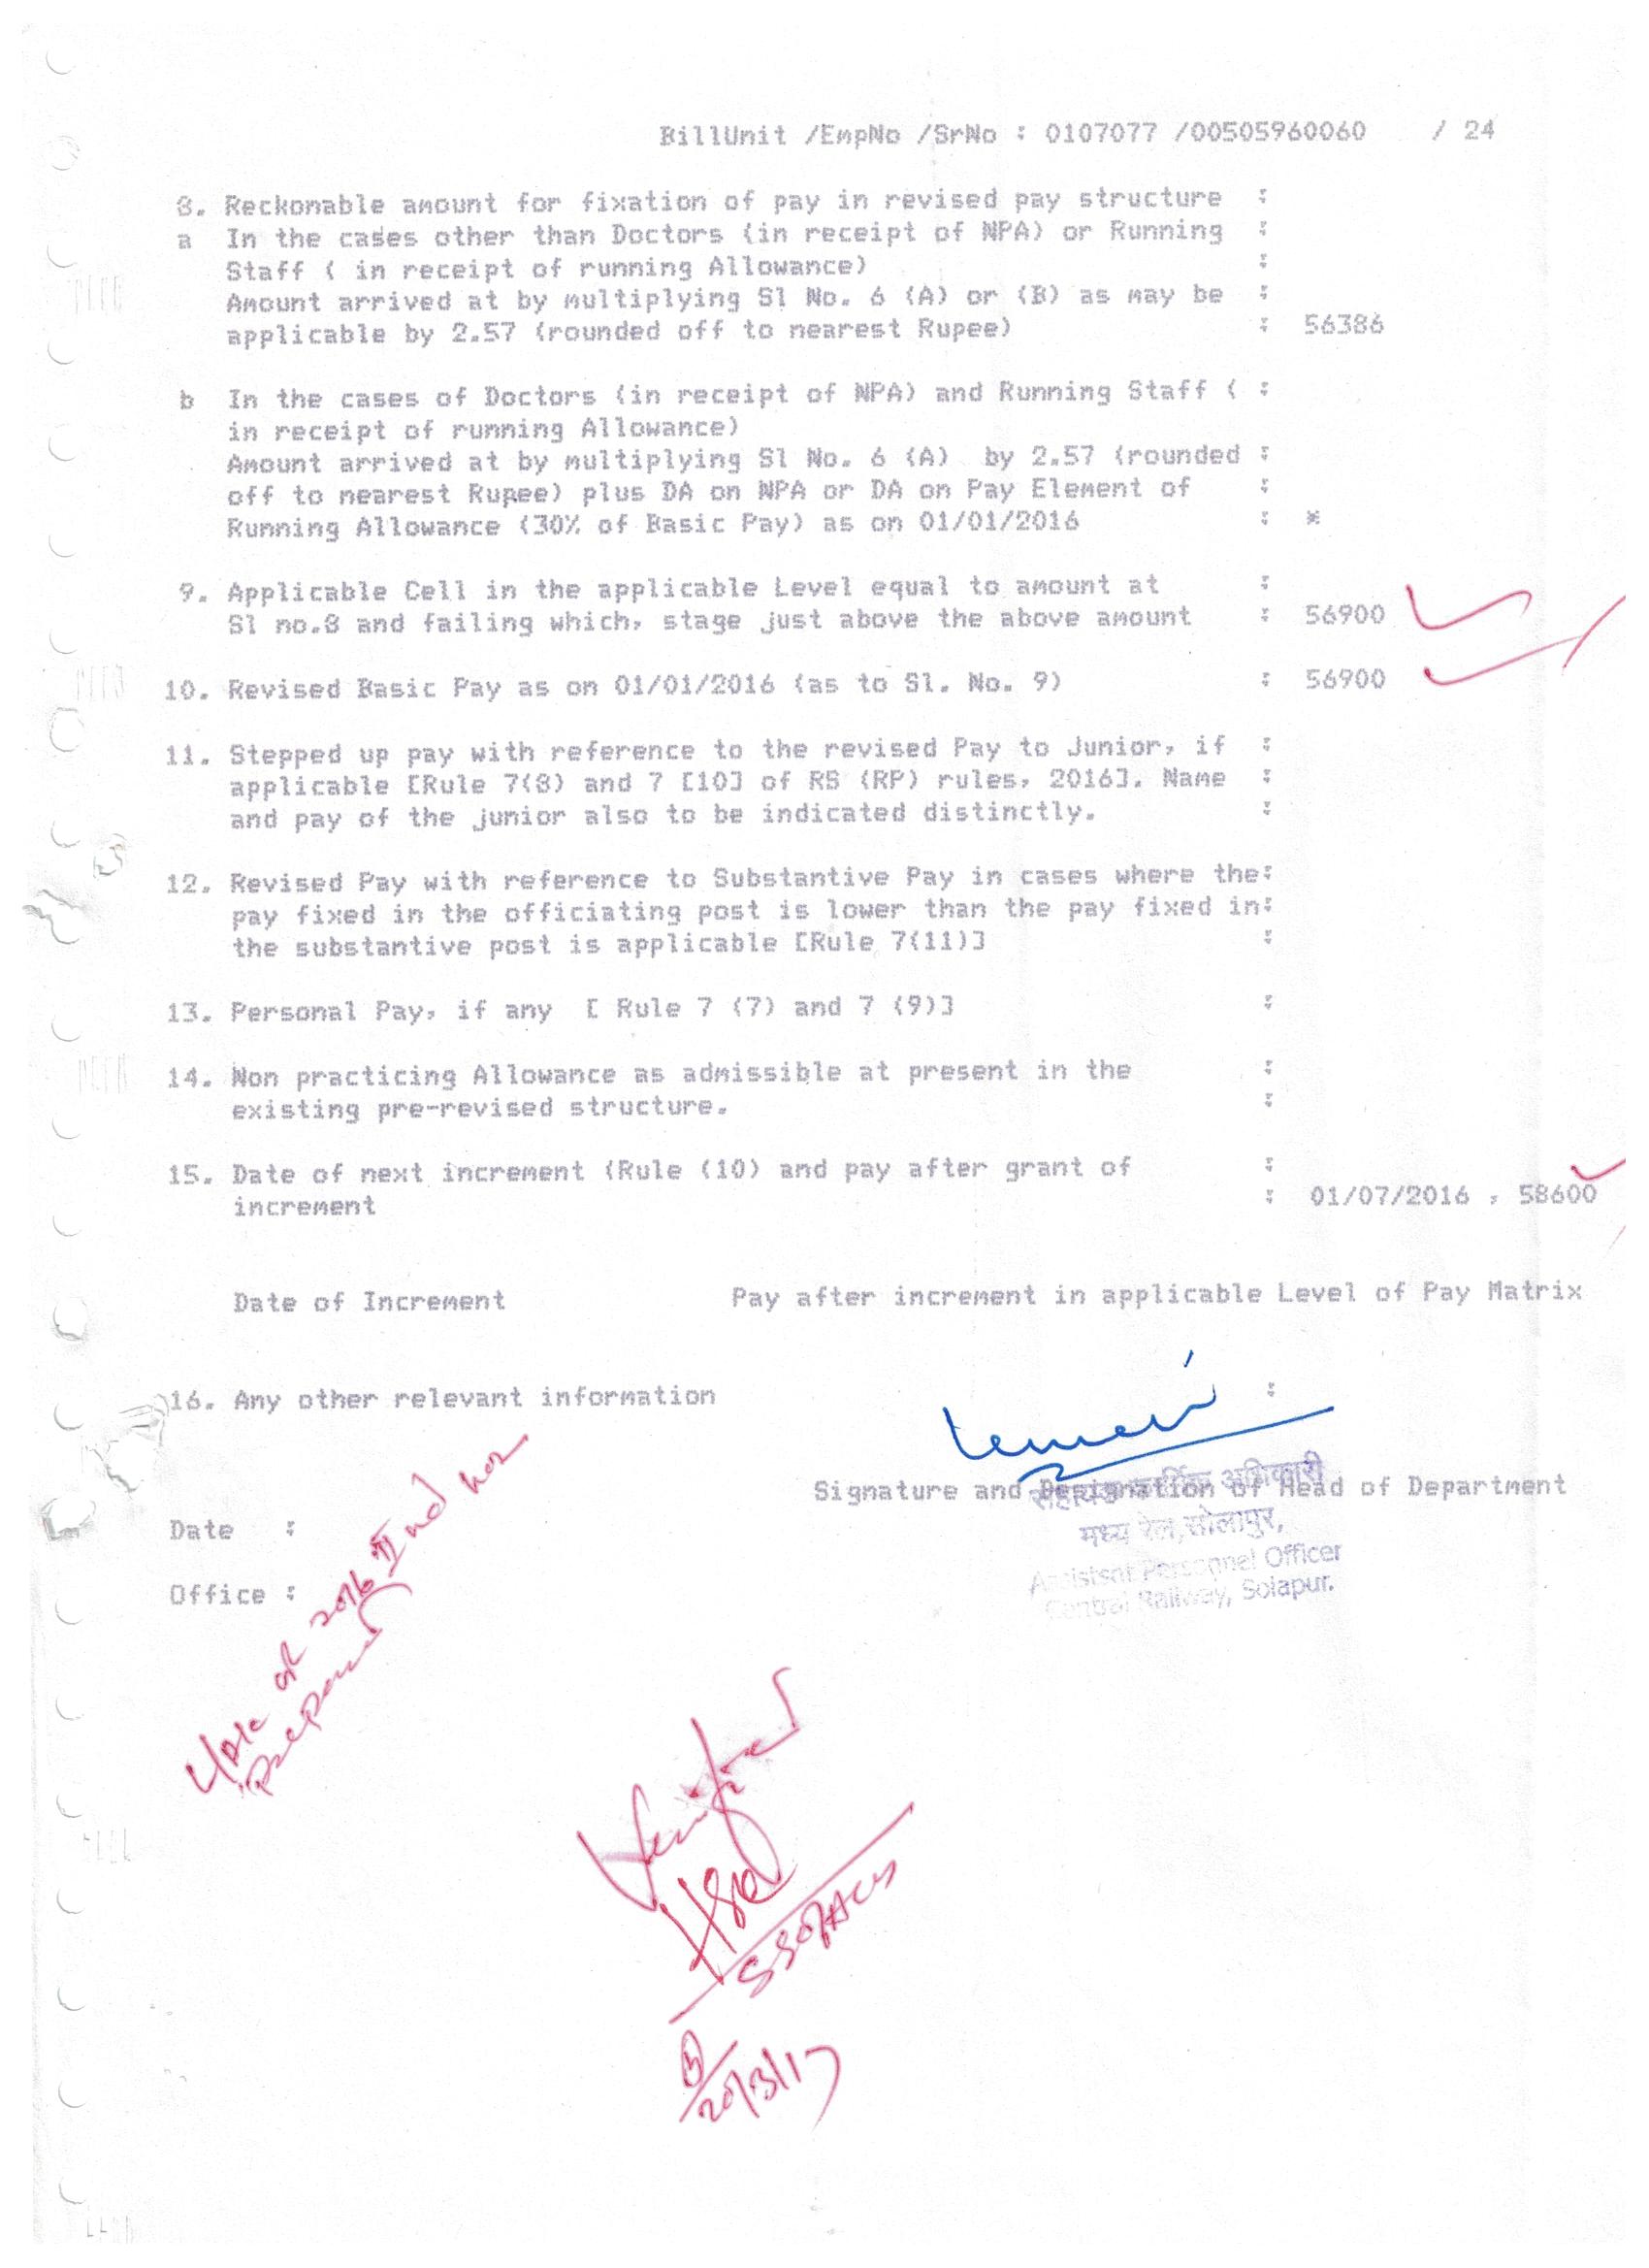 BillUnit /EmpNo /SrNo : 0107077 /00505960060 / 24
8. Reckonable amount for fixation of pay in revised pay structure :
a In the cases other than Doctors (in receipt of NPA) or Running :
Staff ( in receipt of running Allowance) :
Amount arrived at by multiplying Sl No. 6 (A) or (B) as may be :
applicable by 2.57 (rounded off to nearest Rupee) : 56386
b In the cases of Doctors (in receipt of NPA) and Running Staff ( :
in receipt of running Allowance)
Amount arrived at by multiplying Sl No. 6 (A) by 2.57 (rounded :
off to nearest Rupee) plus DA on NPA or DA on Pay Element of :
Running Allowance (30% of Basic Pay) as on 01/01/2016 : *
9. Applicable Cell in the applicable Level equal to amount at :
Sl no.8 and failing which, stage just above the above amount : 56900
10. Revised Basic Pay as on 01/01/2016 (as to Sl. No. 9) : 56900
11. Stepped up pay with reference to the revised Pay to Junior, if :
applicable [Rule 7(8) and 7 [10] of RS (RP) rules, 2016]. Name :
and pay of the junior also to be indicated distinctly. :
12. Revised Pay with reference to Substantive Pay in cases where the:
pay fixed in the officiating post is lower than the pay fixed in:
the substantive post is applicable [Rule 7(11)] :
13. Personal Pay, if any [ Rule 7 (7) and 7 (9)] :
14. Non practicing Allowance as admissible at present in the :
existing pre-revised structure. :
15. Date of next increment (Rule (10) and pay after grant of :
increment : 01/07/2016 , 58600
Date of Increment Pay after increment in applicable Level of Pay Matrix
16. Any other relevant information :
Signature and Designation of Head of Department
सहायक कार्मिक अधिकारी
मध्य रेल,सोलापुर,
Assistant Personnel Officer
Central Railway, Solapur.
Date :
Office :
2016
Prepared
Verified
20/3/17